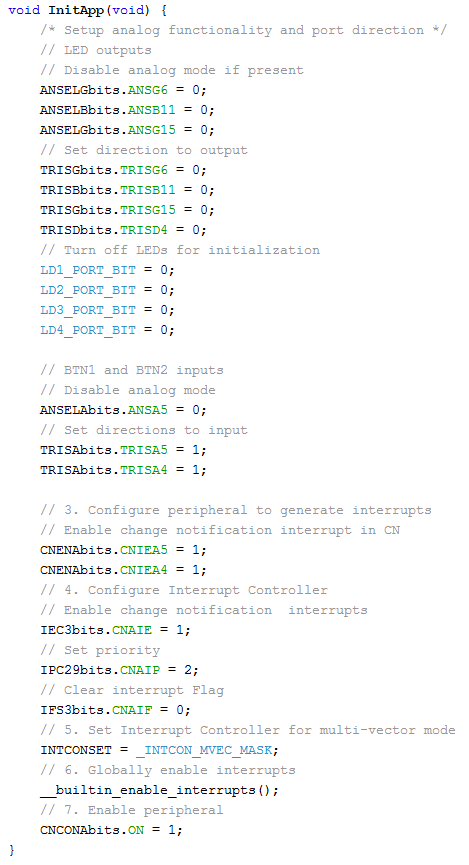 void InitApp(void) {
    /* Setup analog functionality and port direction */
    // LED outputs
    // Disable analog mode if present
    ANSELGbits.ANSG6 = 0;
    ANSELBbits.ANSB11 = 0;
    ANSELGbits.ANSG15 = 0;
    // Set direction to output
    TRISGbits.TRISG6 = 0;
    TRISBbits.TRISB11 = 0;
    TRISGbits.TRISG15 = 0;
    TRISDbits.TRISD4 = 0;
    // Turn off LEDs for initialization
    LD1_PORT_BIT = 0;
    LD2_PORT_BIT = 0;
    LD3_PORT_BIT = 0;
    LD4_PORT_BIT = 0;

    // BTN1 and BTN2 inputs
    // Disable analog mode
    ANSELAbits.ANSA5 = 0;
    // Set directions to input
    TRISAbits.TRISA5 = 1;
    TRISAbits.TRISA4 = 1;

    // 3. Configure peripheral to generate interrupts
    // Enable change notification interrupt in CN
    CNENAbits.CNIEA5 = 1;
    CNENAbits.CNIEA4 = 1;
    // 4. Configure Interrupt Controller
    // Enable change notification  interrupts
    IEC3bits.CNAIE = 1;
    // Set priority
    IPC29bits.CNAIP = 2;
    // Clear interrupt Flag
    IFS3bits.CNAIF = 0;
    // 5. Set Interrupt Controller for multi-vector mode
    INTCONSET = _INTCON_MVEC_MASK;
    // 6. Globally enable interrupts
    __builtin_enable_interrupts();
    // 7. Enable peripheral
    CNCONAbits.ON = 1;
}